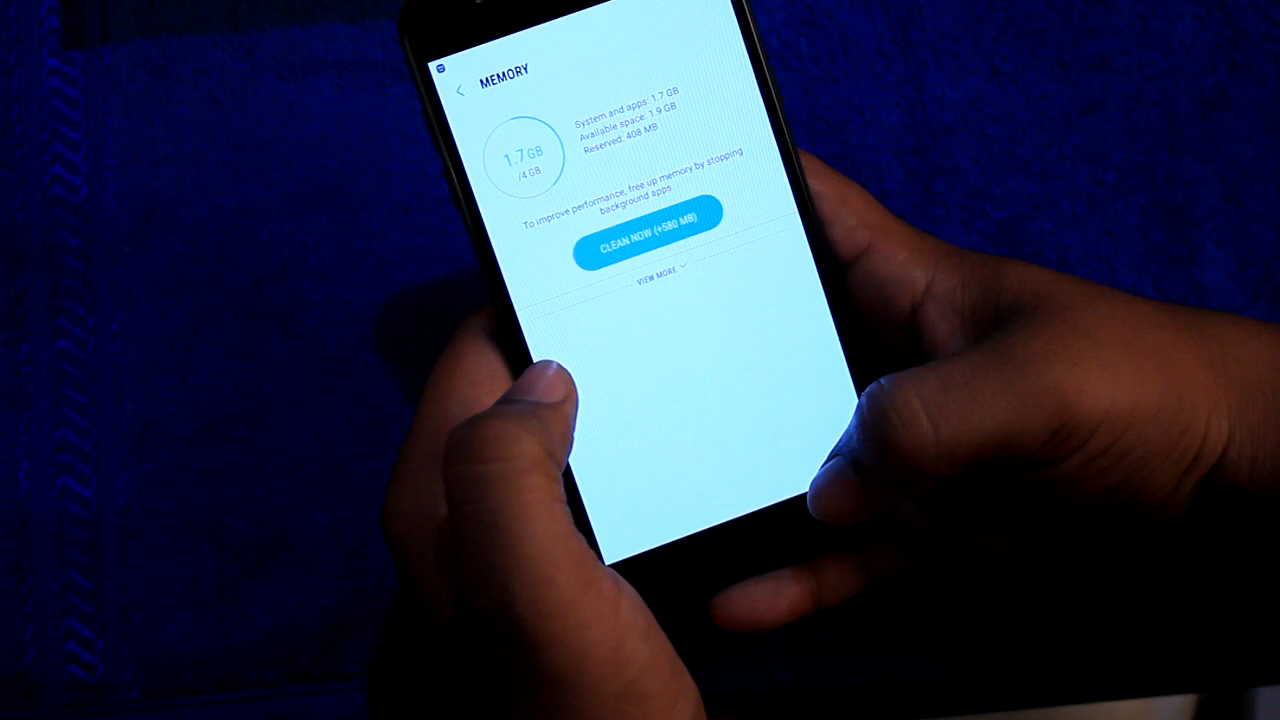 MEMORY
1.7 GB
/4 GB
System and apps: 1.7 GB
Available space: 1.9 GB
Reserved: 408 MB
To improve performance, free up memory by stopping
background apps.
CLEAN NOW (+580 MB)
VIEW MORE